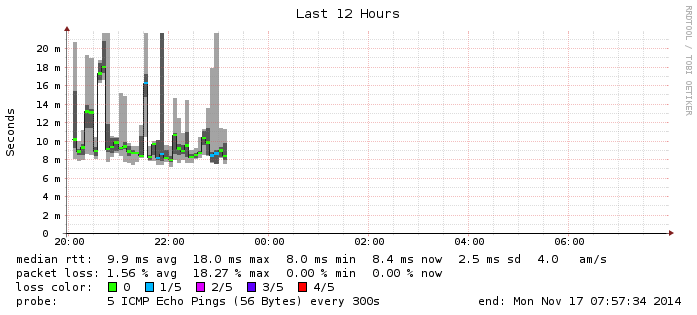 Last 12 Hours
RRDTOOL / TOBI OETIKER
Seconds
20 m
18 m
16 m
14 m
12 m
10 m
8 m
6 m
4 m
2 m
0
20:00 22:00 00:00 02:00 04:00 06:00
median rtt: 9.9 ms avg 18.0 ms max 8.0 ms min 8.4 ms now 2.5 ms sd 4.0 am/s
packet loss: 1.56 % avg 18.27 % max 0.00 % min 0.00 % now
loss color: 0 1/5 2/5 3/5 4/5
probe: 5 ICMP Echo Pings (56 Bytes) every 300s end: Mon Nov 17 07:57:34 2014